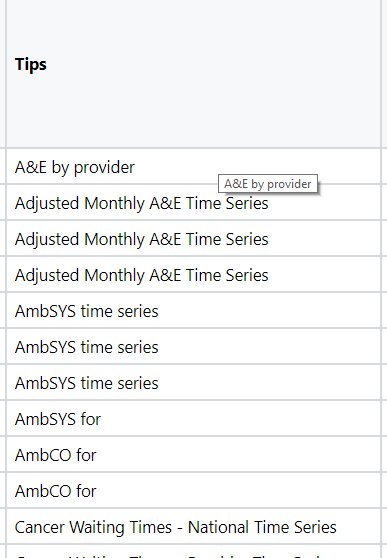 Tips
A&E by provider
A&E by provider
Adjusted Monthly A&E Time Series
Adjusted Monthly A&E Time Series
Adjusted Monthly A&E Time Series
AmbSYS time series
AmbSYS time series
AmbSYS time series
AmbSYS for
AmbCO for
AmbCO for
Cancer Waiting Times - National Time Series